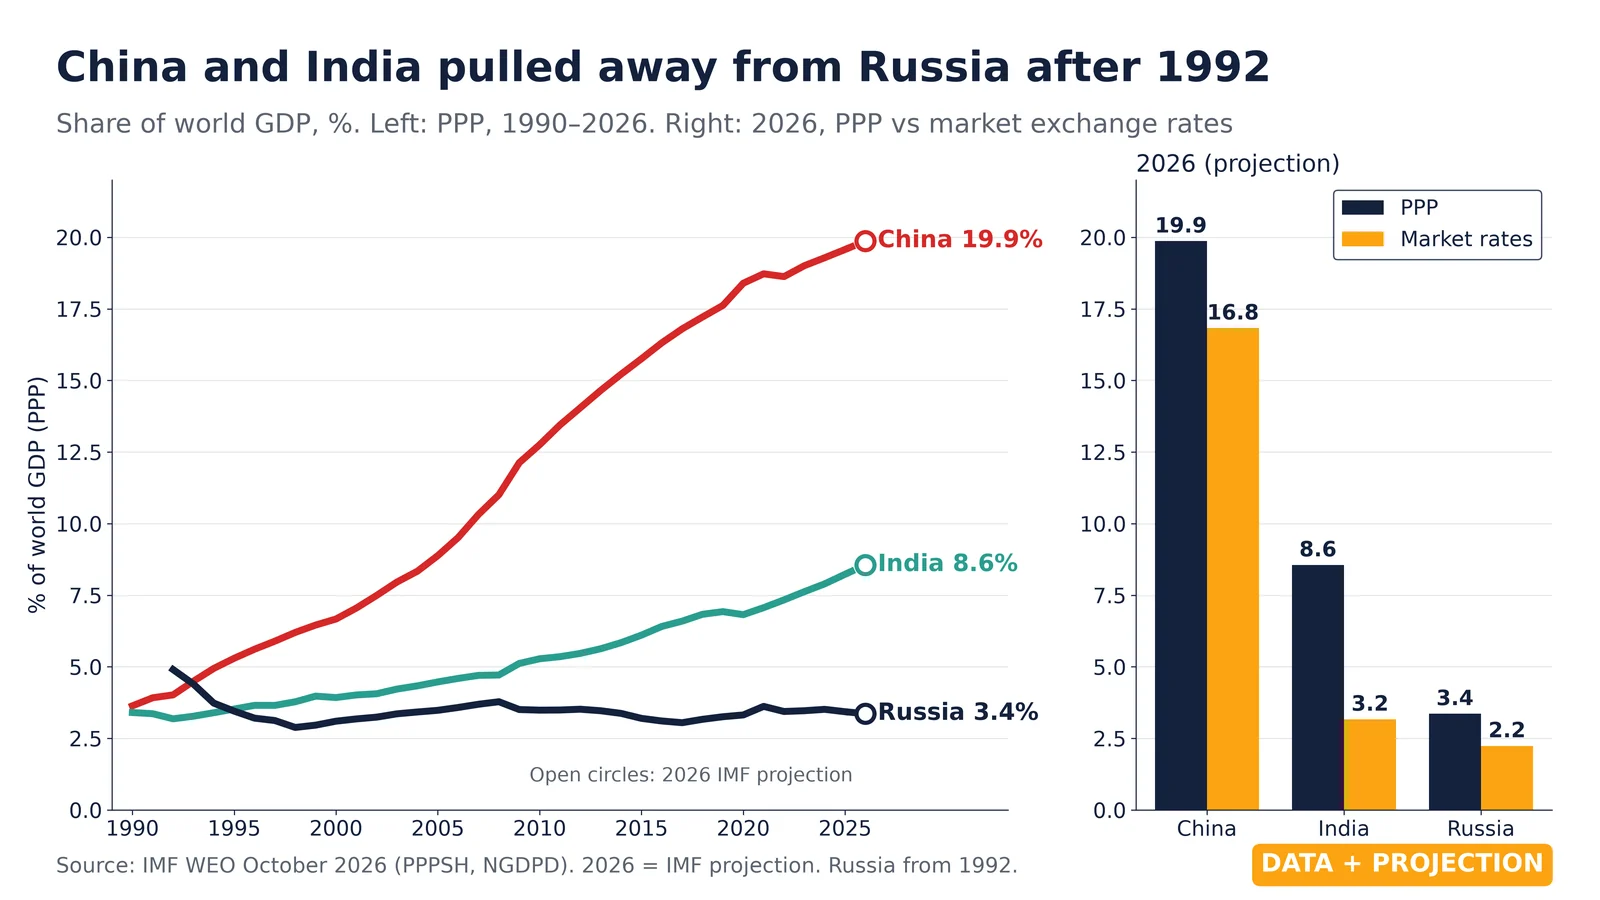 China and India pulled away from Russia after 1992
Share of world GDP, %. Left: PPP, 1990–2026. Right: 2026, PPP vs market exchange rates
% of world GDP (PPP)
20.0
17.5
15.0
12.5
10.0
7.5
5.0
2.5
0.0
China 19.9%
India 8.6%
Russia 3.4%
Open circles: 2026 IMF projection
1990 1995 2000 2005 2010 2015 2020 2025
2026 (projection)
PPP
Market rates
20.0
17.5
15.0
12.5
10.0
7.5
5.0
2.5
0.0
19.9
16.8
8.6
3.2
3.4
2.2
China India Russia
Source: IMF WEO October 2026 (PPPSH, NGDPD). 2026 = IMF projection. Russia from 1992.
DATA + PROJECTION